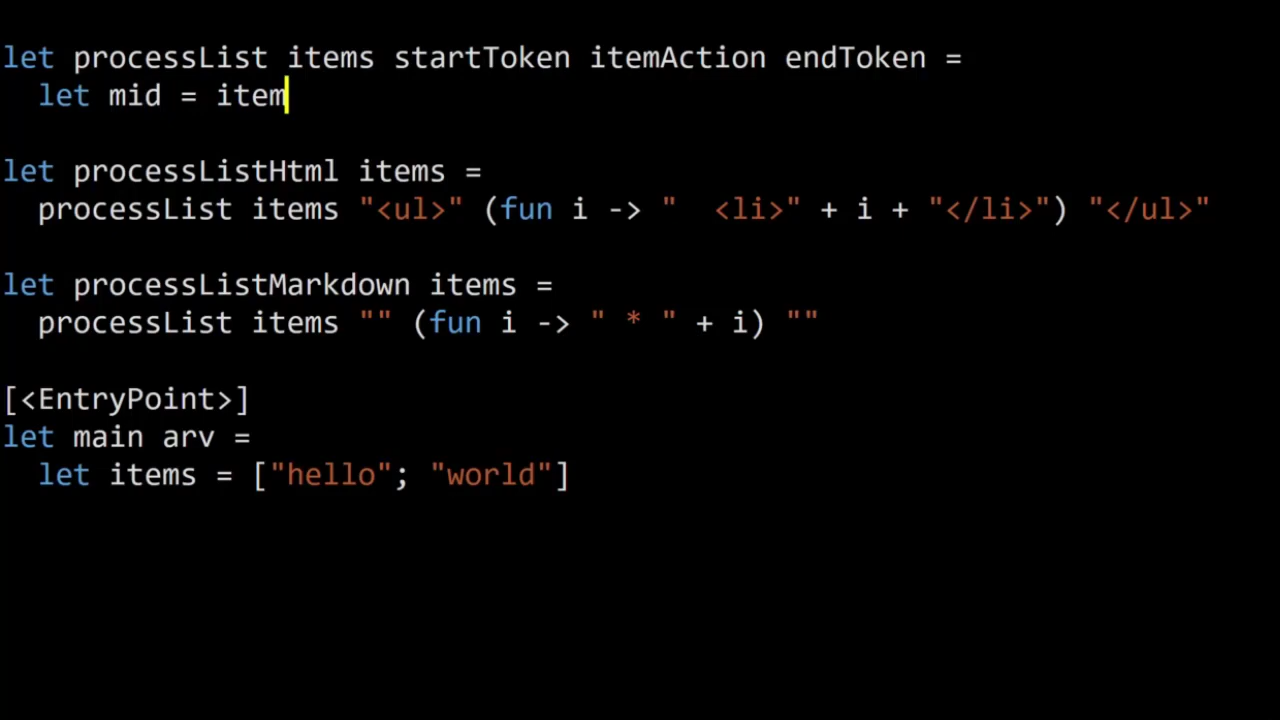 let processList items startToken itemAction endToken =
  let mid = item
let processListHtml items =
  processList items "<ul>" (fun i -> "  <li>" + i + "</li>") "</ul>"
let processListMarkdown items =
  processList items "" (fun i -> " * " + i) ""
[<EntryPoint>]
let main arv =
  let items = ["hello"; "world"]